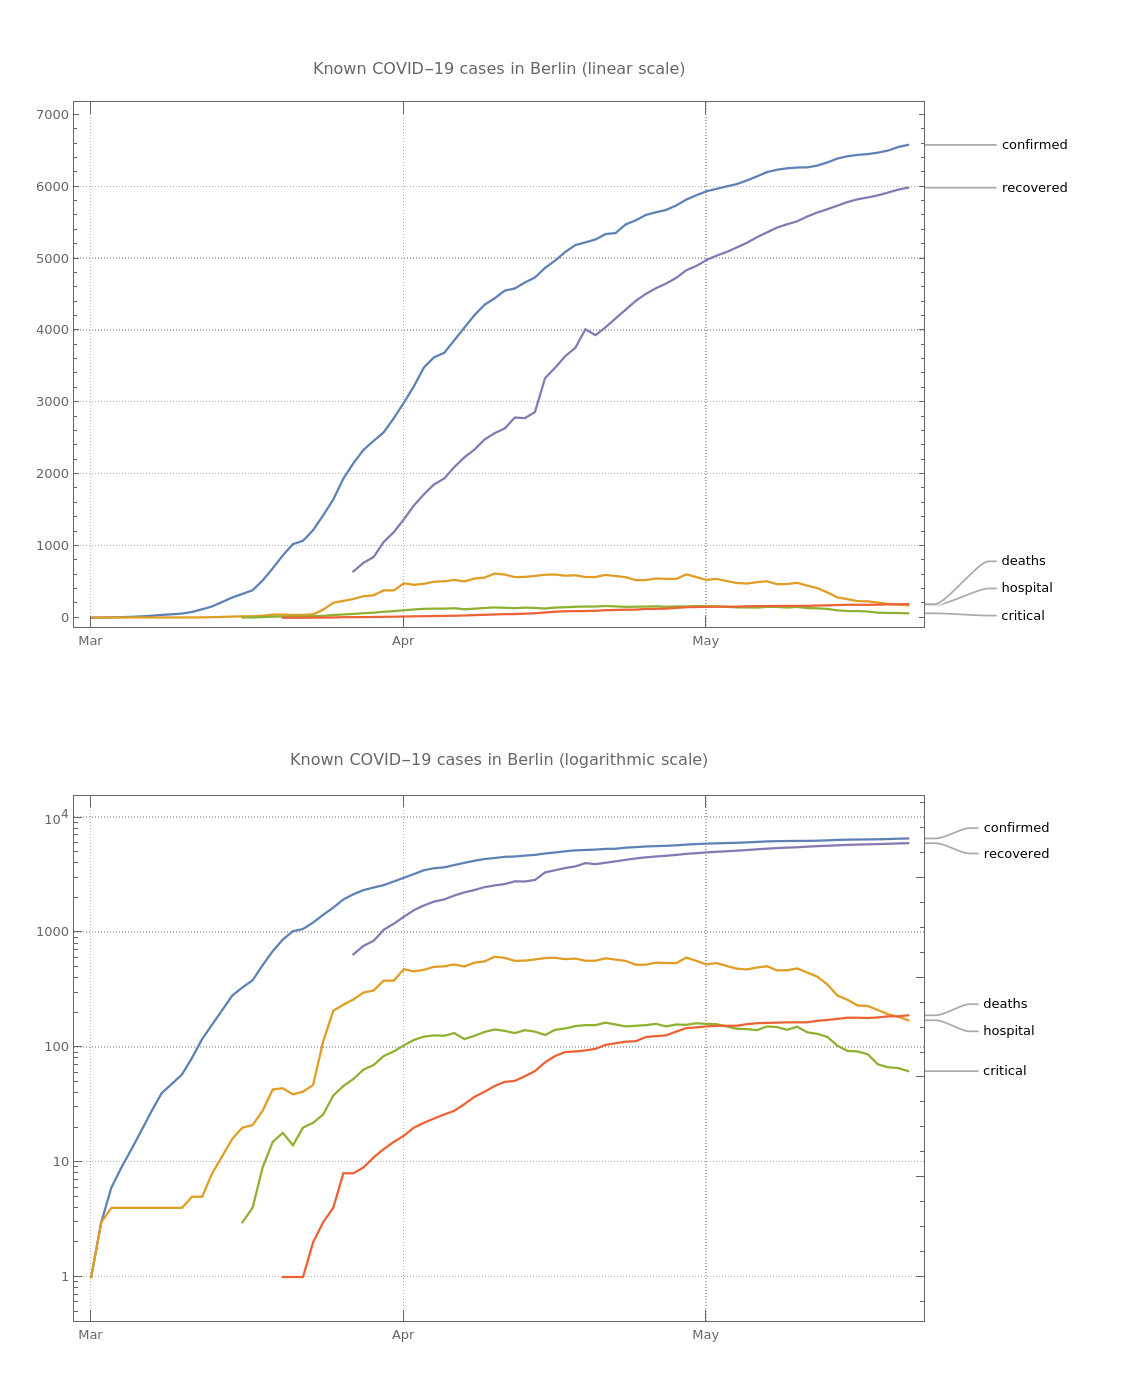 Known COVID‒19 cases in Berlin (linear scale)
7000
6000
5000
4000
3000
2000
1000
0
Mar Apr May
confirmed
recovered
deaths
hospital
critical
Known COVID‒19 cases in Berlin (logarithmic scale)
10⁴
1000
100
10
1
Mar Apr May
confirmed
recovered
deaths
hospital
critical